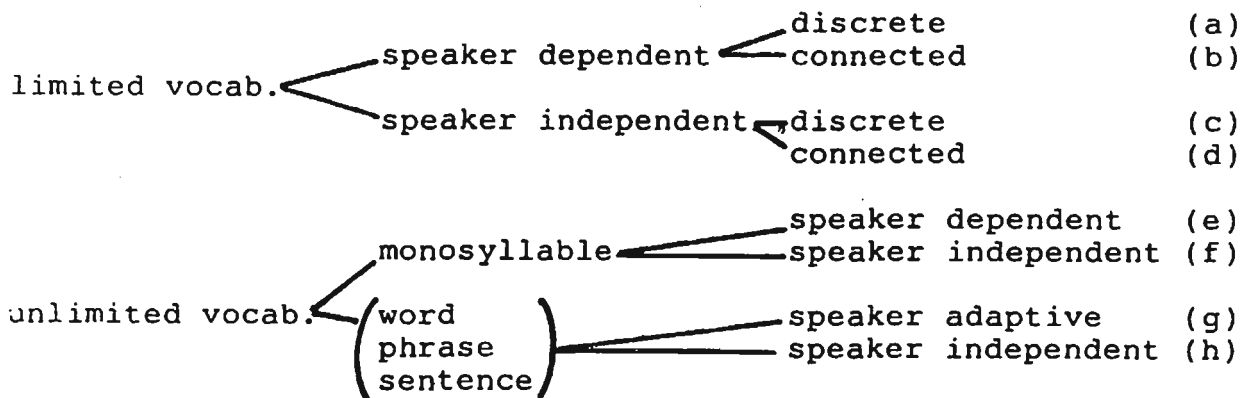 discrete (a)
speaker dependent connected (b)
limited vocab.
speaker independent discrete (c)
connected (d)
speaker dependent (e)
monosyllable speaker independent (f)
unlimited vocab. (word speaker adaptive (g)
phrase speaker independent (h)
sentence)